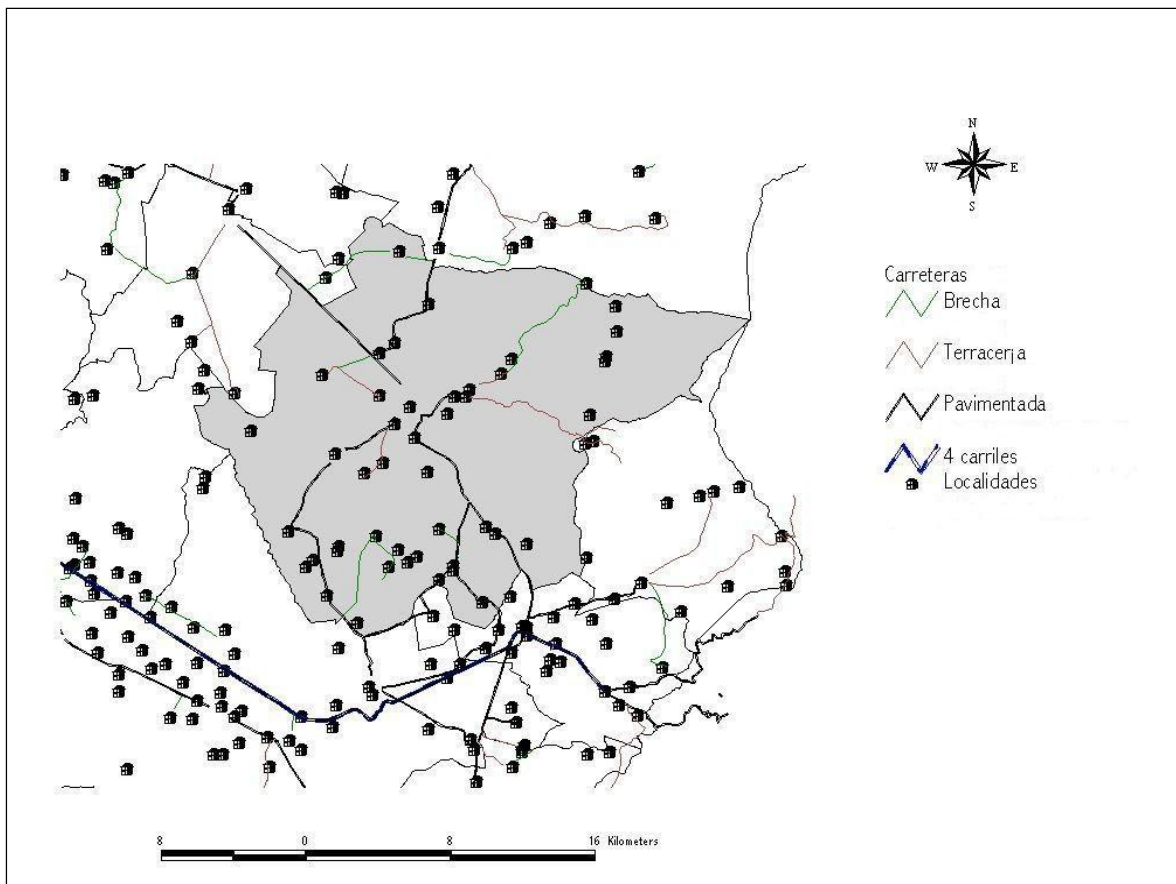 N
W E
S
Carreteras
Brecha
Terracerja
Pavimentada
4 carriles
Localidades
8 0 8 16 Kilometers